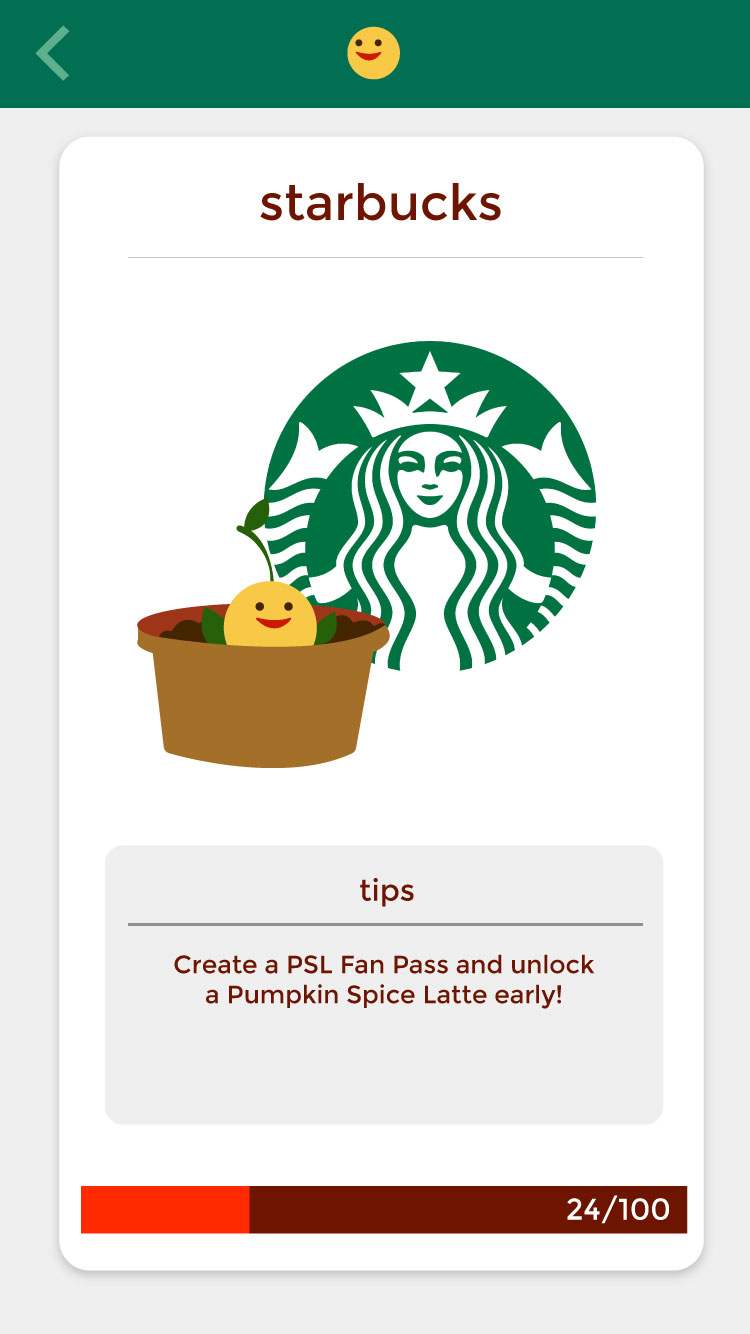 starbucks
tips
Create a PSL Fan Pass and unlock
a Pumpkin Spice Latte early!
24/100